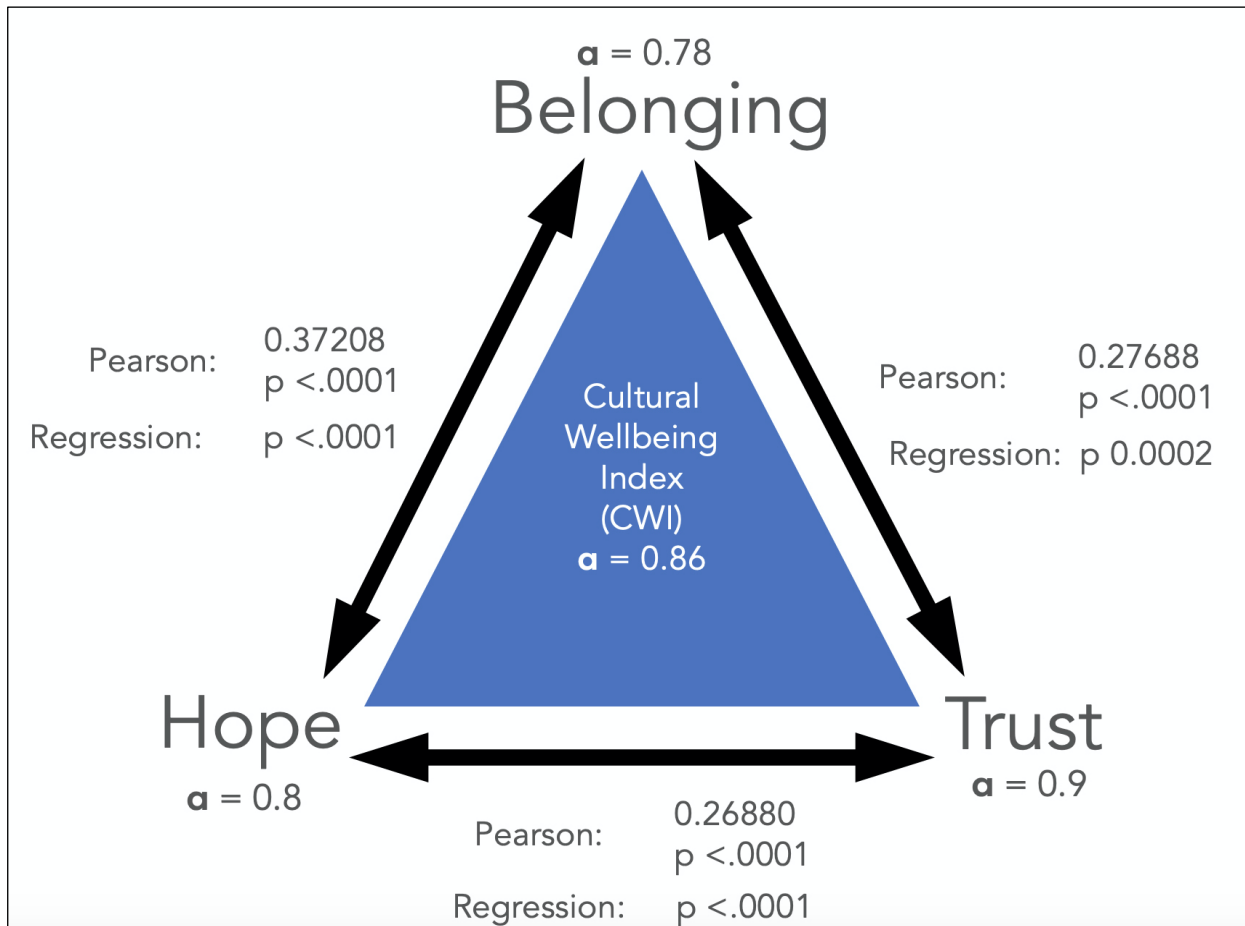 α = 0.78
Belonging
Pearson: 0.37208
p <.0001
Regression: p <.0001
Pearson: 0.27688
p <.0001
Regression: p 0.0002
Cultural
Wellbeing
Index
(CWI)
α = 0.86
Hope
α = 0.8
Trust
α = 0.9
Pearson: 0.26880
p <.0001
Regression: p <.0001